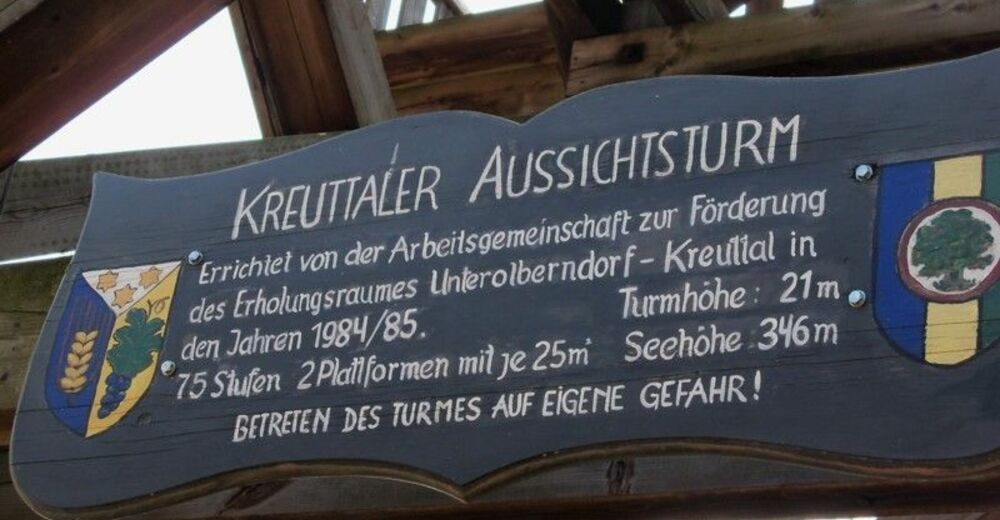 KREUTTALER AUSSICHTSTURM
Errichtet von der Arbeitsgemeinschaft zur Förderung
des Erholungsraumes Unterolberndorf - Kreuttal in
den Jahren 1984/85. Turmhöhe: 21m
75 Stufen 2 Plattformen mit je 25m² Seehöhe 346m
BETRETEN DES TURMES AUF EIGENE GEFAHR!